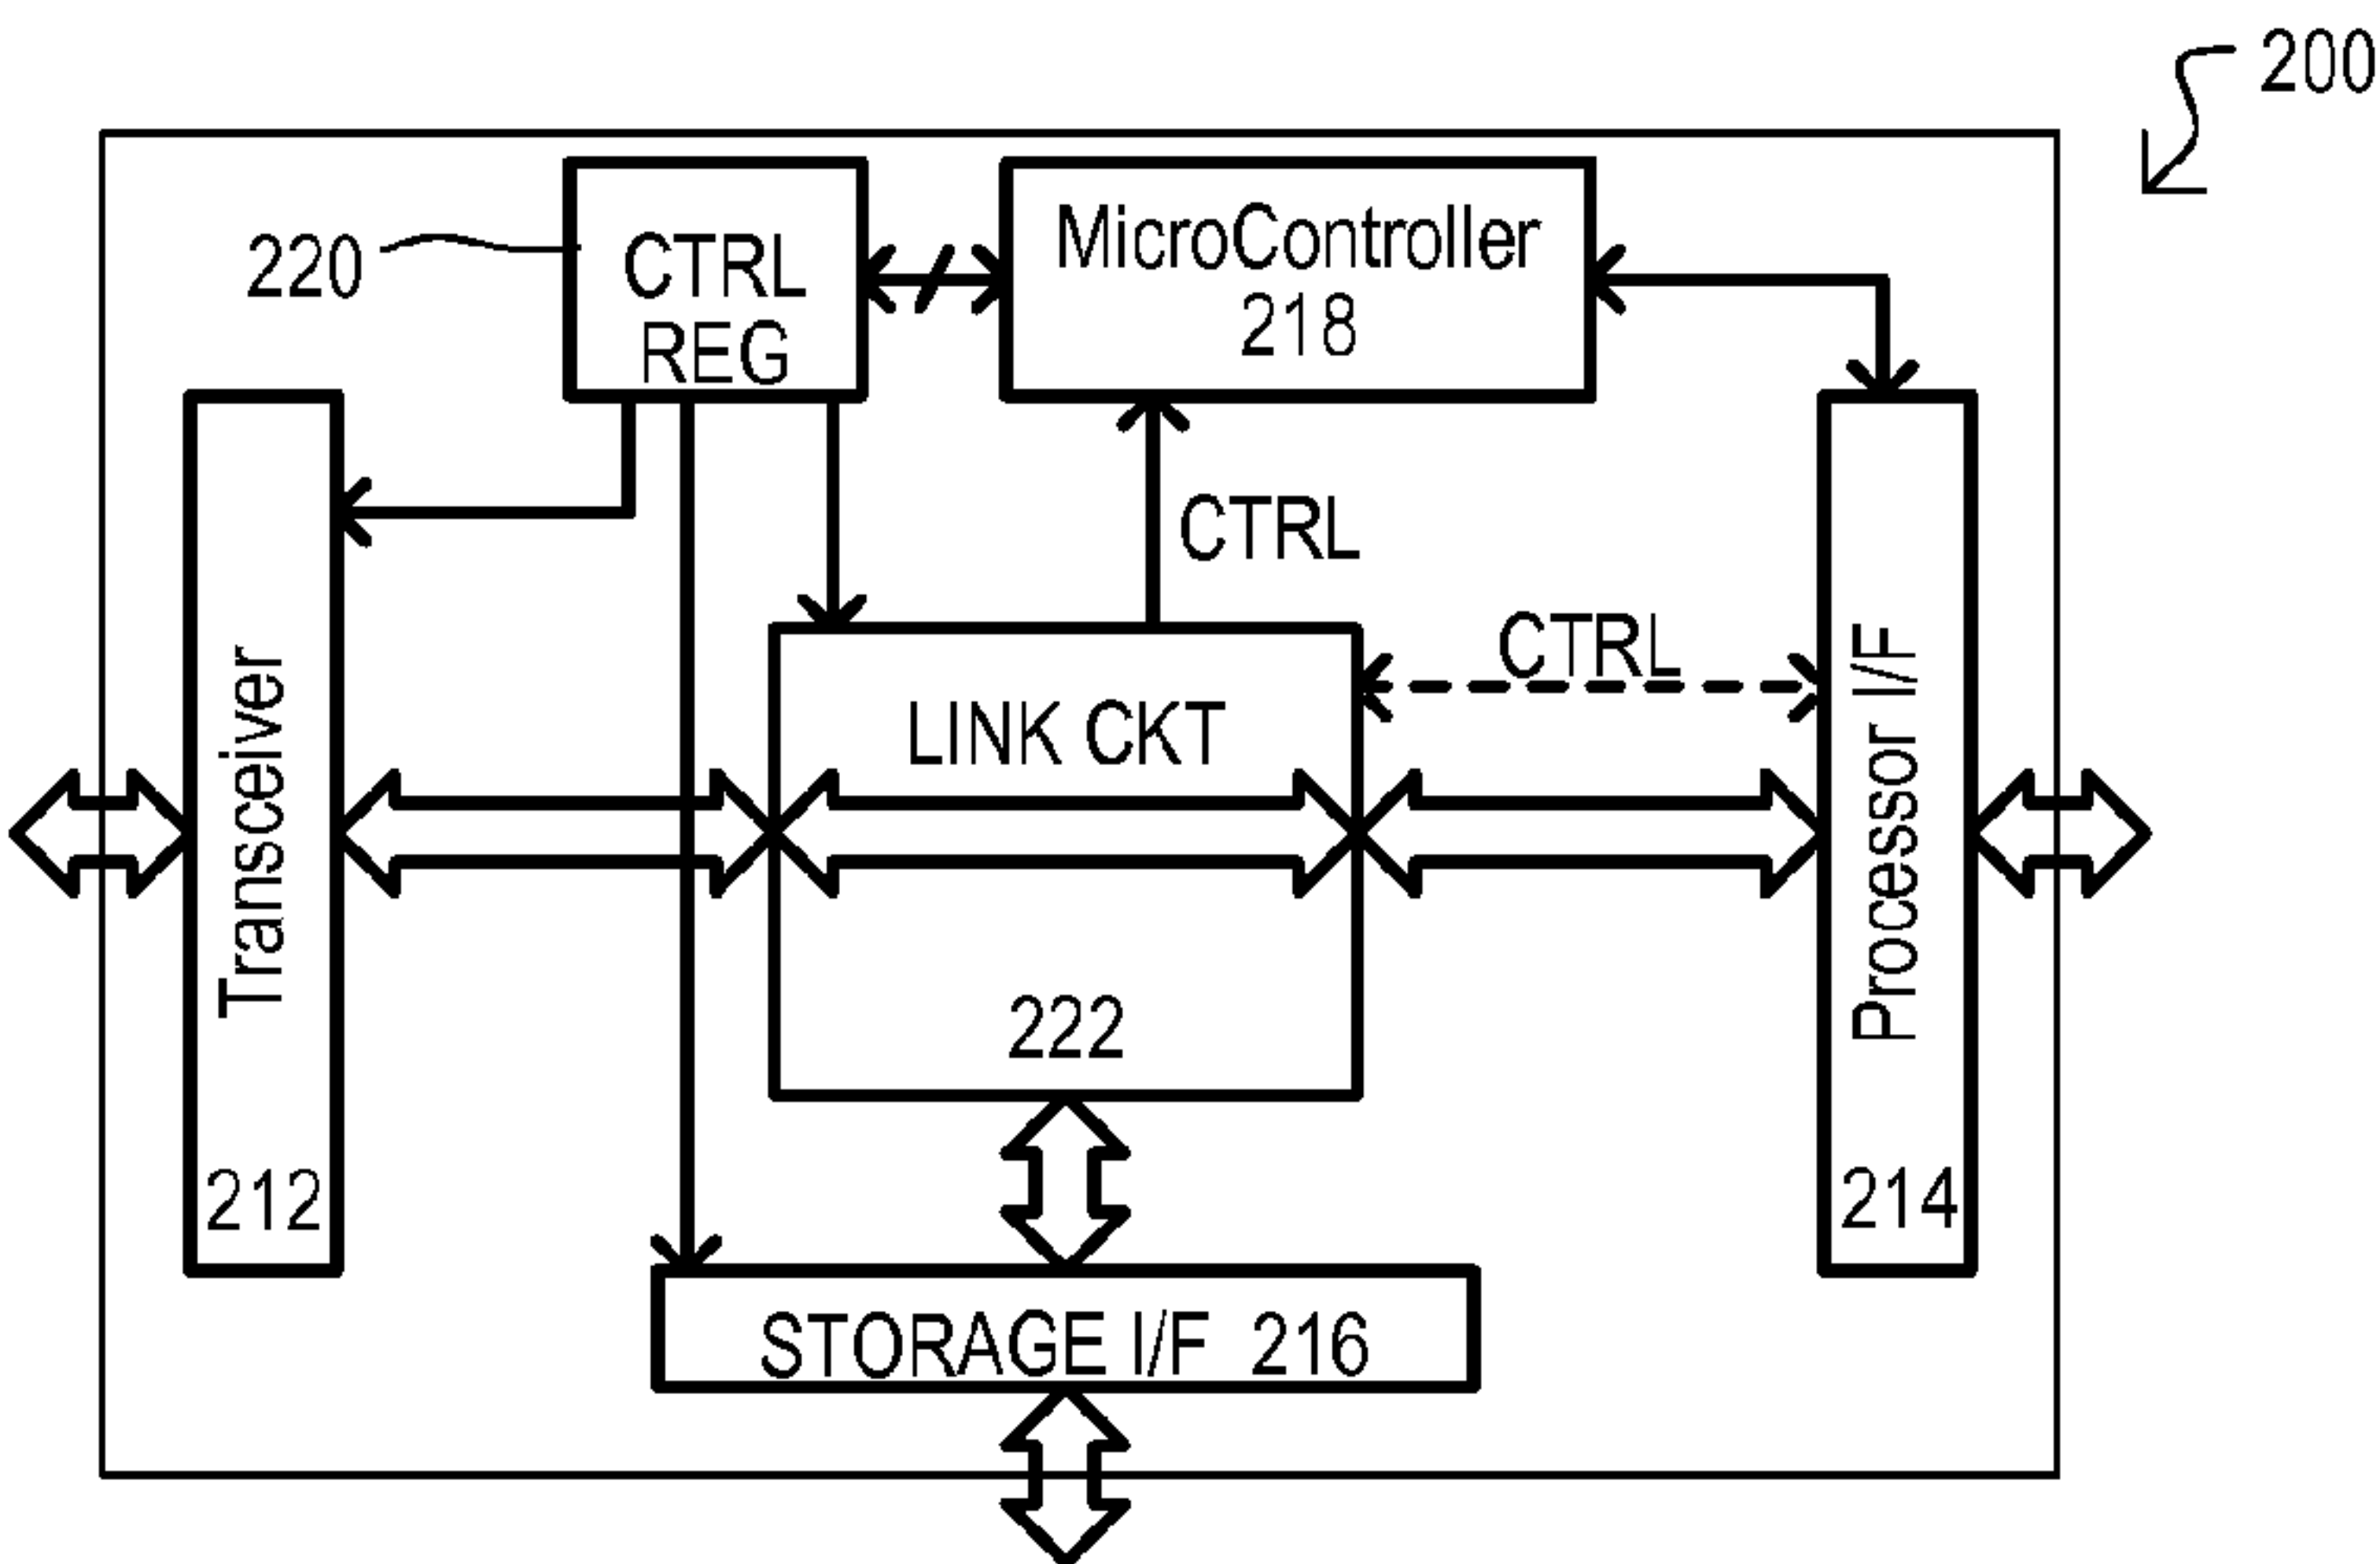 200
220
CTRL
REG
MicroController
218
CTRL
CTRL
Transceiver
212
LINK CKT
222
Processor I/F
214
STORAGE I/F 216